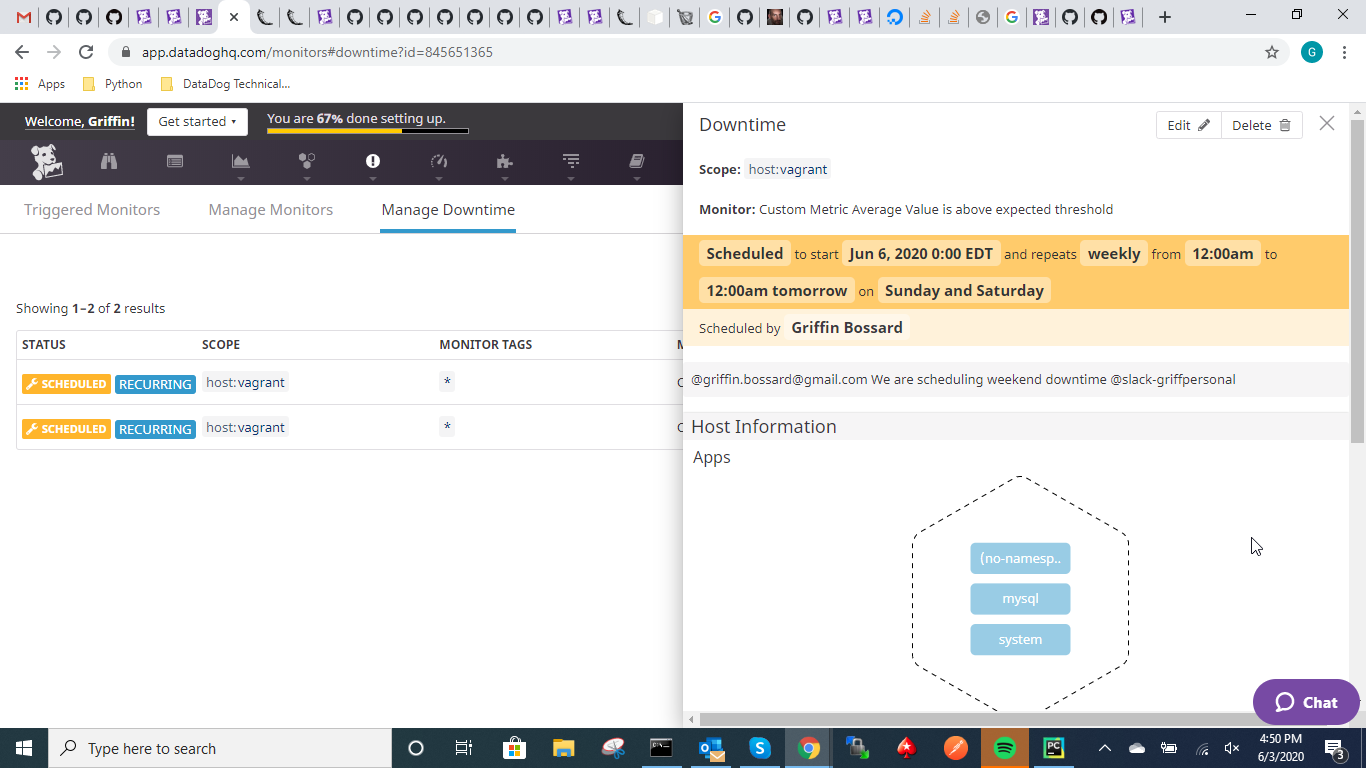 app.datadoghq.com/monitors#downtime?id=845651365
G
Apps Python DataDog Technical...
Welcome, Griffin! Get started You are 67% done setting up.
Triggered Monitors Manage Monitors Manage Downtime
Showing 1–2 of 2 results
STATUS SCOPE MONITOR TAGS
SCHEDULED RECURRING host:vagrant *
SCHEDULED RECURRING host:vagrant *
Downtime Edit Delete
Scope: host:vagrant
Monitor: Custom Metric Average Value is above expected threshold
Scheduled to start Jun 6, 2020 0:00 EDT and repeats weekly from 12:00am to
12:00am tomorrow on Sunday and Saturday
Scheduled by Griffin Bossard
@griffin.bossard@gmail.com We are scheduling weekend downtime @slack-griffpersonal
Host Information
Apps
(no-namesp..
mysql
system
Chat
Type here to search
4:50 PM
6/3/2020
3